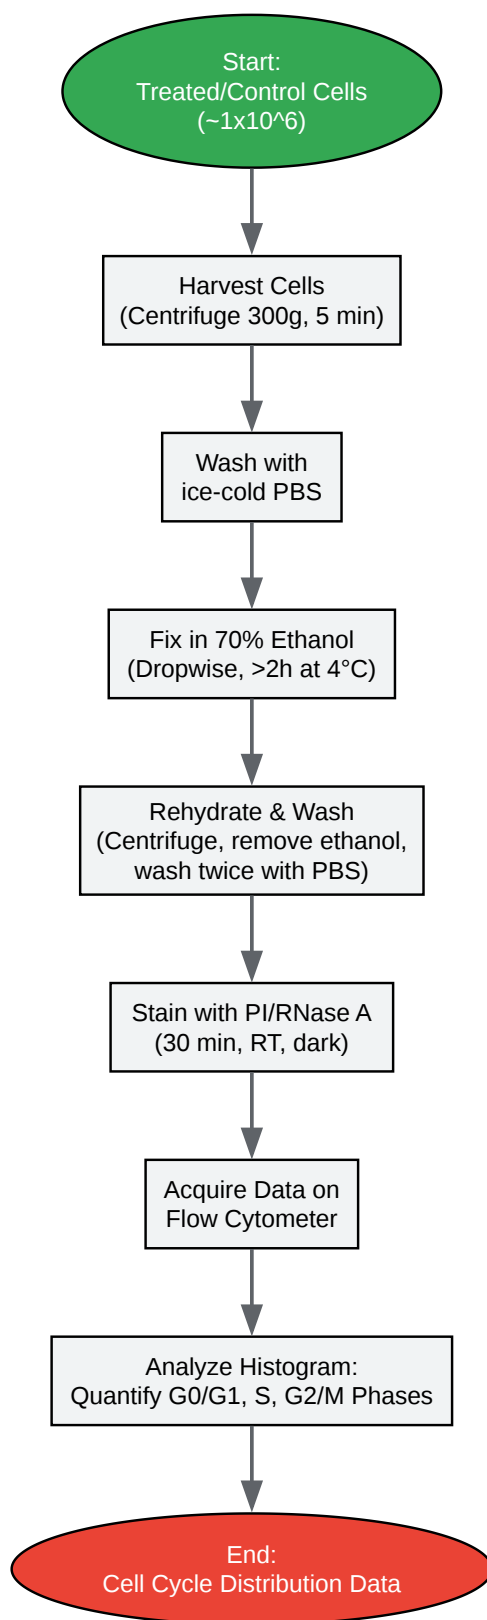 Start:
Treated/Control Cells
(~1x10^6)
Harvest Cells
(Centrifuge 300g, 5 min)
Wash with
ice-cold PBS
Fix in 70% Ethanol
(Dropwise, >2h at 4°C)
Rehydrate & Wash
(Centrifuge, remove ethanol,
wash twice with PBS)
Stain with PI/RNase A
(30 min, RT, dark)
Acquire Data on
Flow Cytometer
Analyze Histogram:
Quantify G0/G1, S, G2/M Phases
End:
Cell Cycle Distribution Data